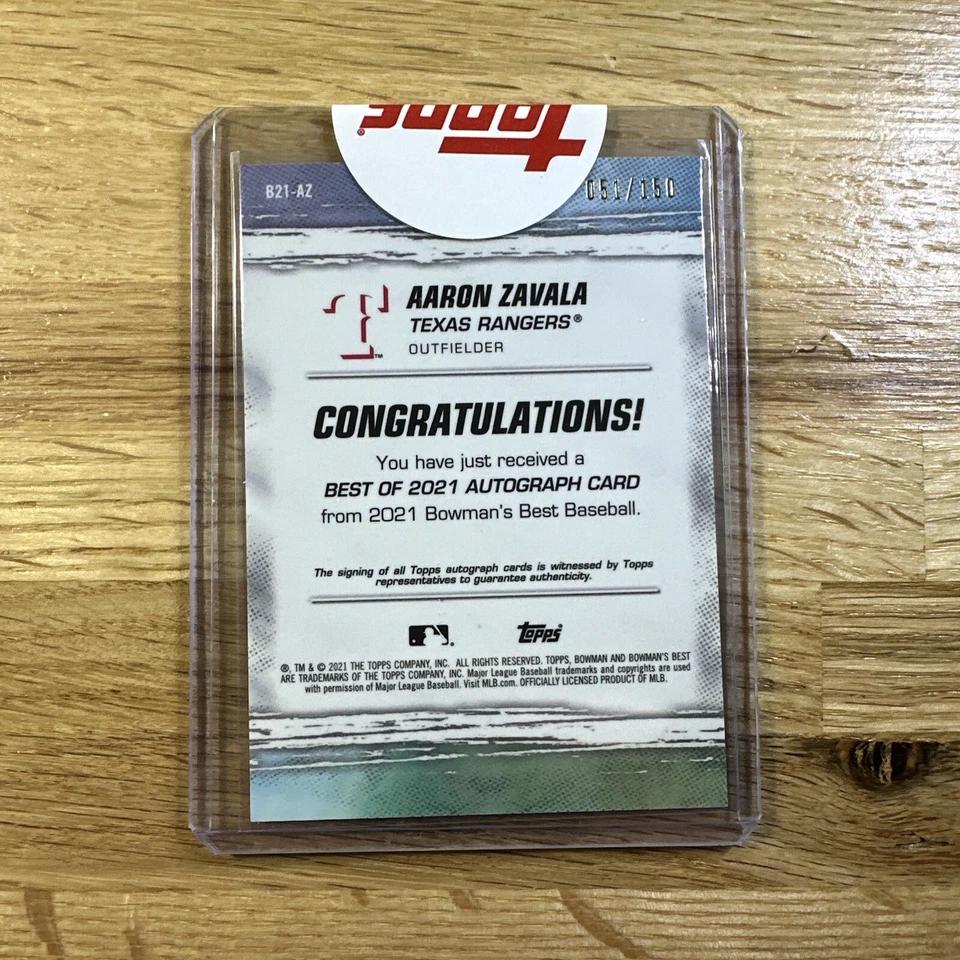 Topps
®
B21-AZ
051/150
T
™
AARON ZAVALA
TEXAS RANGERS®
OUTFIELDER
CONGRATULATIONS!
You have just received a
BEST OF 2021 AUTOGRAPH CARD
from 2021 Bowman's Best Baseball.
The signing of all Topps autograph cards is witnessed by Topps
representatives to guarantee authenticity.
Topps
®, TM & © 2021 THE TOPPS COMPANY, INC. ALL RIGHTS RESERVED. TOPPS, BOWMAN AND BOWMAN'S BEST
ARE TRADEMARKS OF THE TOPPS COMPANY, INC. Major League Baseball trademarks and copyrights are used
with permission of Major League Baseball. Visit MLB.com. OFFICIALLY LICENSED PRODUCT OF MLB.